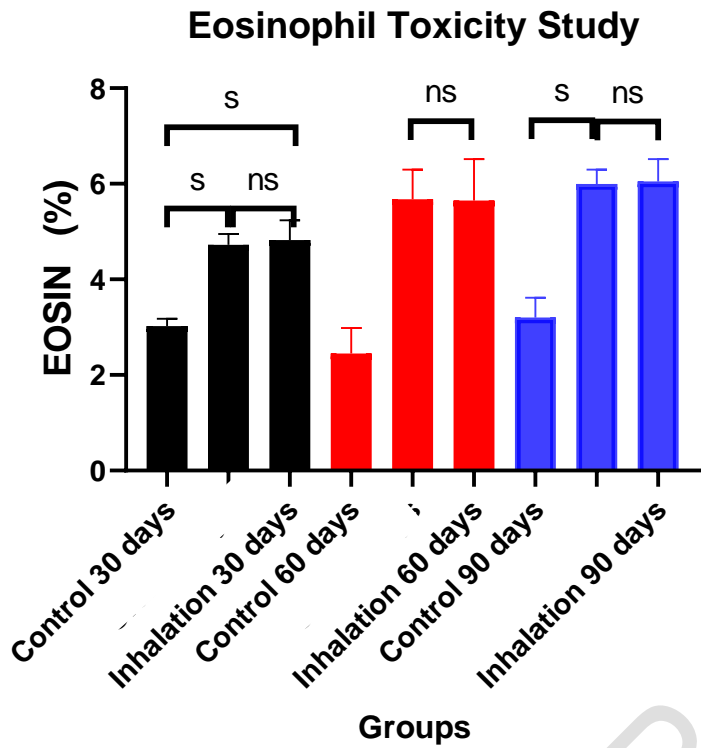 Eosinophil Toxicity Study
s
ns
s
ns
s
ns
8
6
4
2
0
EOSIN (%)
Control 30 days
Inhalation 30 days
Control 60 days
Inhalation 60 days
Control 90 days
Inhalation 90 days
Groups